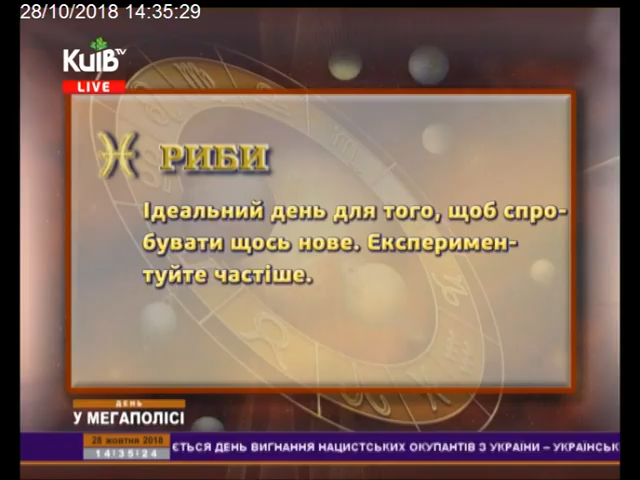 28/10/2018 14:35:29
КиїВ TV
LIVE
РИБИ
Ідеальний день для того, щоб спро-
бувати щось нове. Експеримен-
туйте частіше.
ДЕНЬ
У МЕГАПОЛІСІ
28 жовтня 2018
14:35:24
ЄТЬСЯ ДЕНЬ ВИГНАННЯ НАЦИСТСЬКИХ ОКУПАНТІВ З УКРАЇНИ – УКРАЇНСЬК